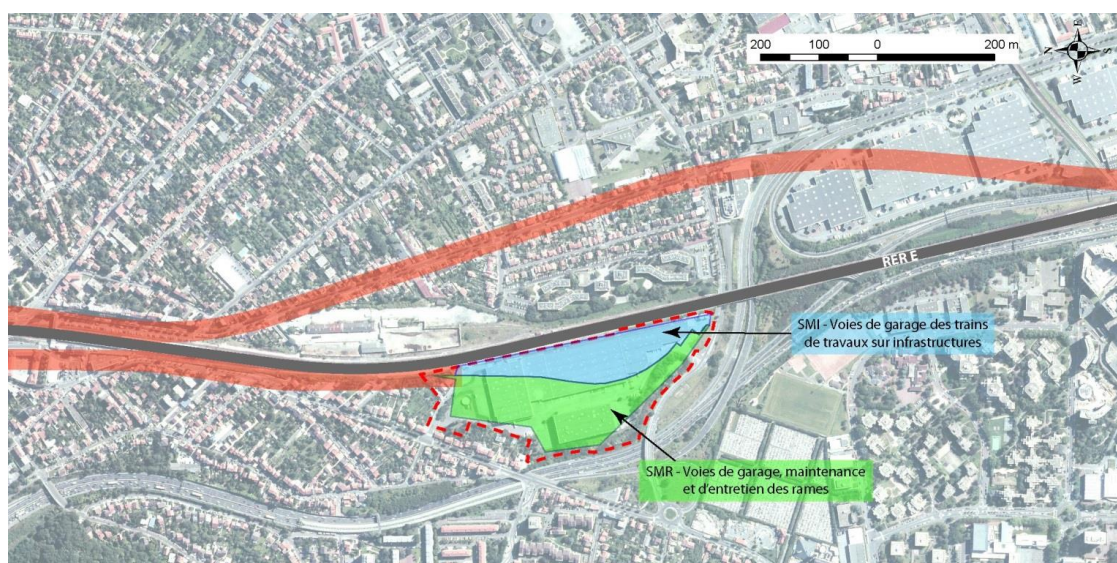 200 100 0 200 m
N E S W
RER E
SMI - Voies de garage des trains
de travaux sur infrastructures
SMR - Voies de garage, maintenance
et d'entretien des rames